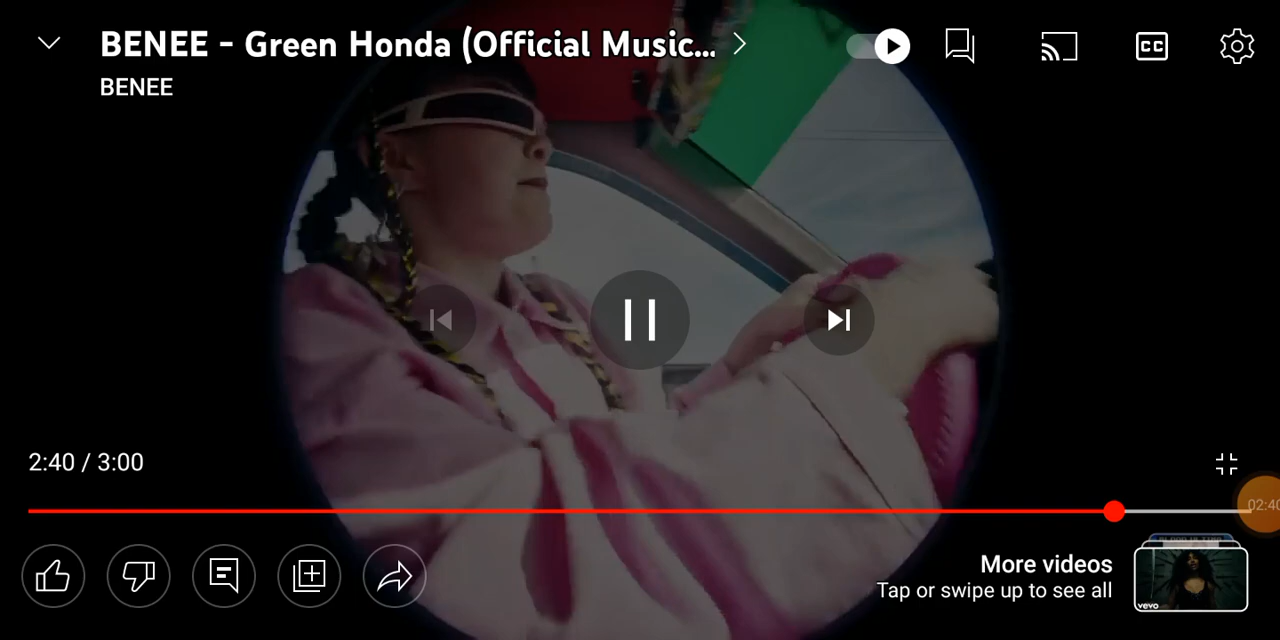 BENEE - Green Honda (Official Music...
BENEE
CC
2:40 / 3:00
02:40
More videos
Tap or swipe up to see all
vevo